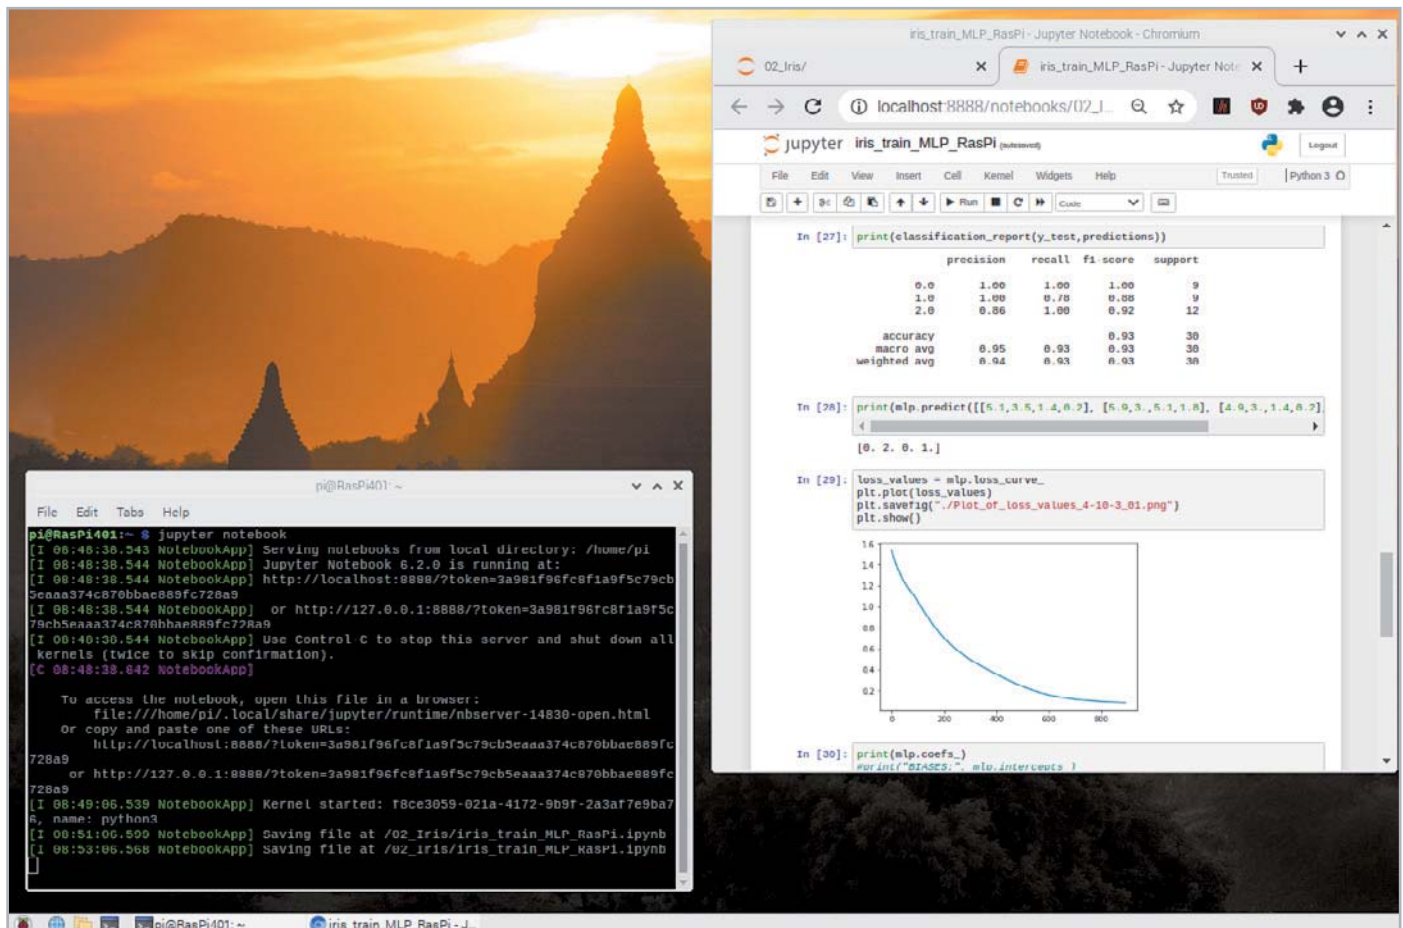 iris_train_MLP_RasPi - Jupyter Notebook - Chromium
02_Iris/
iris_train_MLP_RasPi - Jupyter Note
localhost:8888/notebooks/02_I...
jupyter iris_train_MLP_RasPi (autosaved)
Logout
File Edit View Insert Cell Kernel Widgets Help
Trusted
Python 3
Run
Code
In [27]: print(classification_report(y_test,predictions))
precision recall f1-score support
0.0 1.00 1.00 1.00 9
1.0 1.00 0.78 0.88 9
2.0 0.86 1.00 0.92 12
accuracy 0.93 30
macro avg 0.95 0.93 0.93 30
weighted avg 0.94 0.93 0.93 30
In [28]: print(mlp.predict([[5.1,3.5,1.4,0.2], [5.9,3.,5.1,1.8], [4.9,3.,1.4,0.2],
[0. 2. 0. 1.]
In [29]: loss_values = mlp.loss_curve_
plt.plot(loss_values)
plt.savefig("./Plot_of_loss_values_4-10-3_01.png")
plt.show()
1.6
1.4
1.2
1.0
0.8
0.6
0.4
0.2
0 200 400 600 800
In [30]: print(mlp.coefs_)
#print("BIASES:", mlp.intercepts_)
pi@RasPi401: ~
File Edit Tabs Help
pi@RasPi401:~ $ jupyter notebook
[I 08:48:38.543 NotebookApp] Serving notebooks from local directory: /home/pi
[I 08:48:38.544 NotebookApp] Jupyter Notebook 6.2.0 is running at:
[I 08:48:38.544 NotebookApp] http://localhost:8888/?token=3a981f96fc8f1a9f5c79cb
5eaaa374c870bbae889fc728a9
[I 08:48:38.544 NotebookApp] or http://127.0.0.1:8888/?token=3a981f96fc8f1a9f5c
79cb5eaaa374c870bbae889fc728a9
[I 08:48:38.544 NotebookApp] Use Control-C to stop this server and shut down all
kernels (twice to skip confirmation).
[C 08:48:38.642 NotebookApp]
To access the notebook, open this file in a browser:
file:///home/pi/.local/share/jupyter/runtime/nbserver-14830-open.html
Or copy and paste one of these URLs:
http://localhost:8888/?token=3a981f96fc8f1a9f5c79cb5eaaa374c870bbae889fc
728a9
or http://127.0.0.1:8888/?token=3a981f96fc8f1a9f5c79cb5eaaa374c870bbae889fc
728a9
[I 08:49:06.539 NotebookApp] Kernel started: f8ce3059-021a-4172-9b9f-2a3af7e9ba7
6, name: python3
[I 08:51:06.599 NotebookApp] Saving file at /02_Iris/iris_train_MLP_RasPi.ipynb
[I 08:53:06.568 NotebookApp] Saving file at /02_Iris/iris_train_MLP_RasPi.ipynb
pi@RasPi401: ~
iris_train_MLP_RasPi - J...